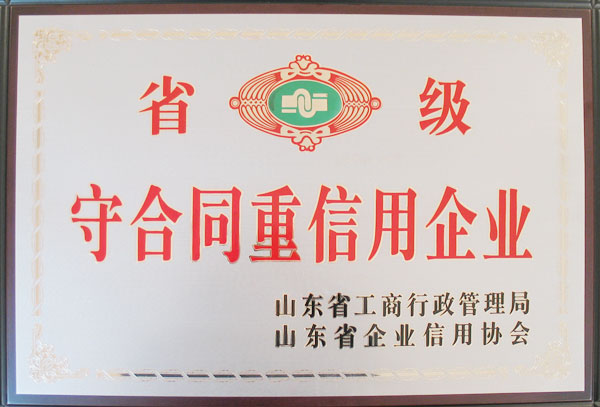 省 级
守合同重信用企业
山东省工商行政管理局
山东省企业信用协会